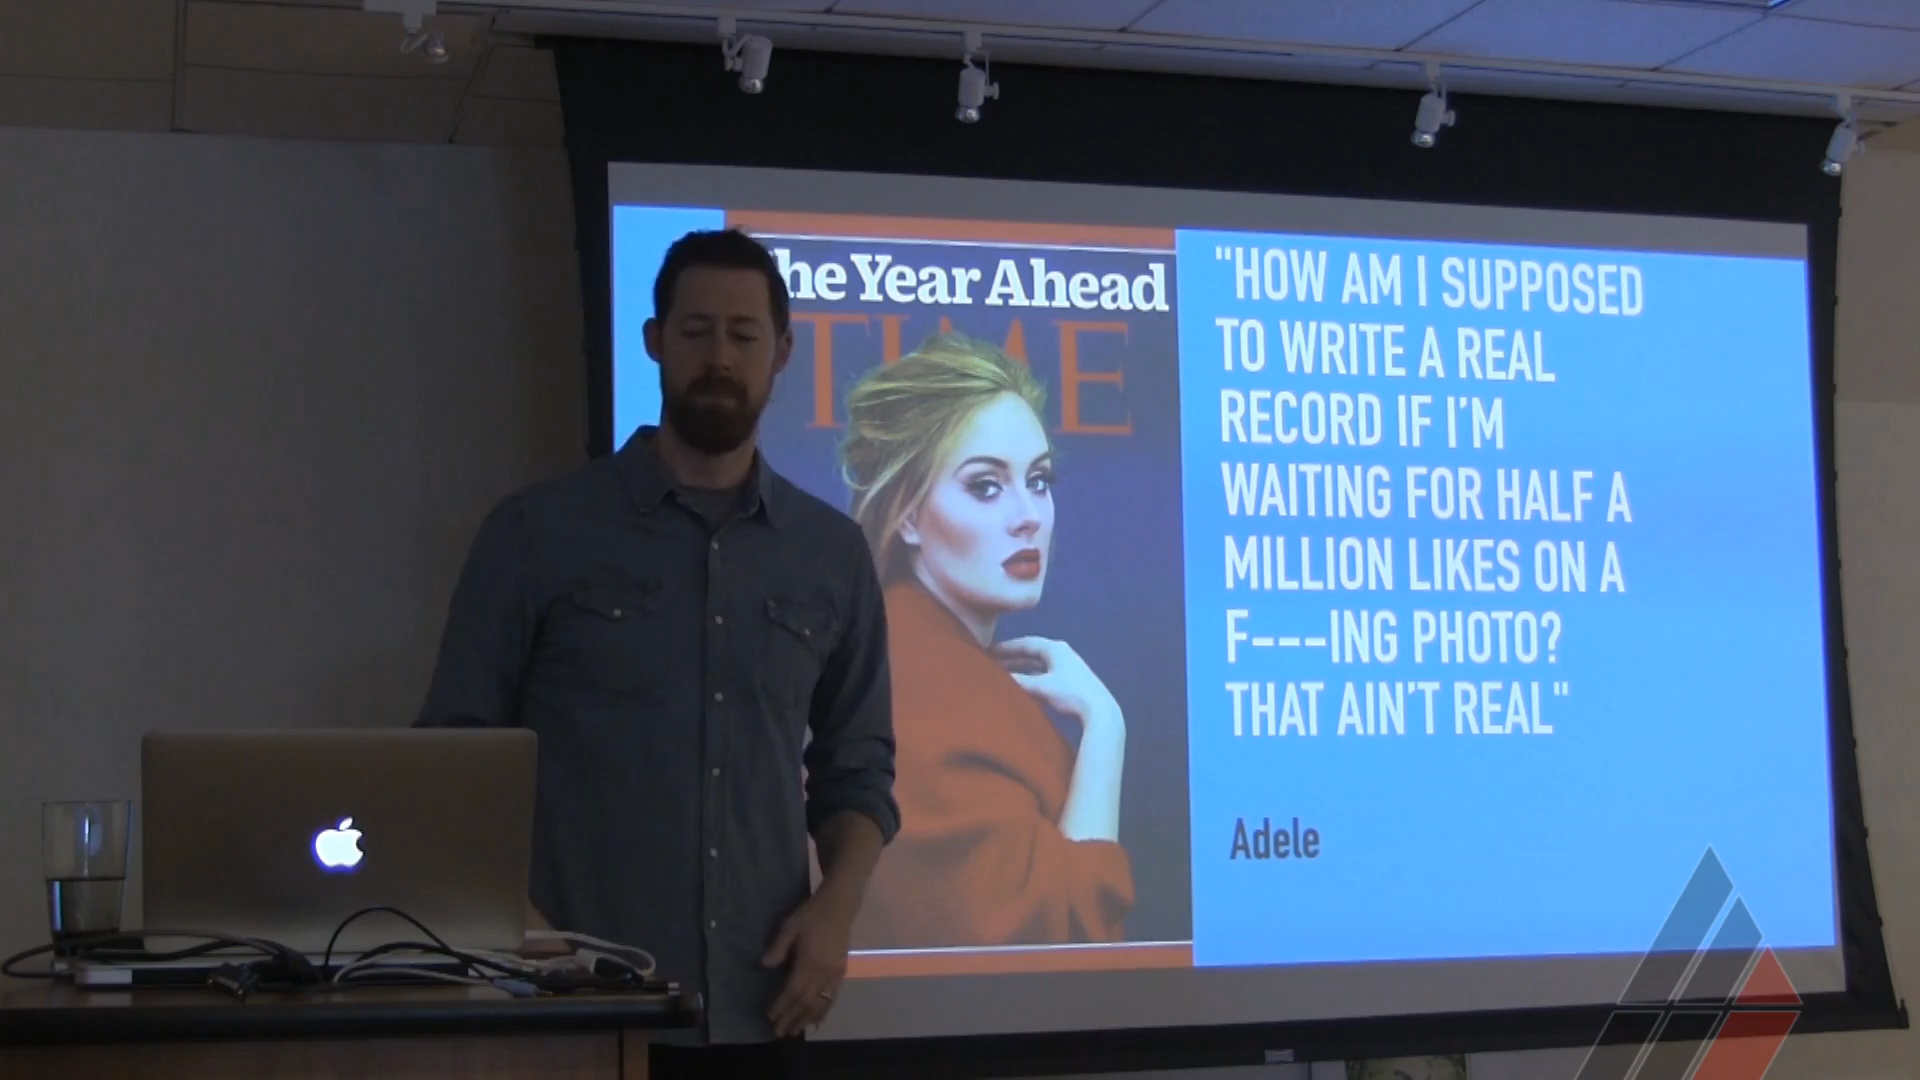 he Year Ahead
TIME
"HOW AM I SUPPOSED
TO WRITE A REAL
RECORD IF I'M
WAITING FOR HALF A
MILLION LIKES ON A
F---ING PHOTO?
THAT AIN'T REAL"
Adele